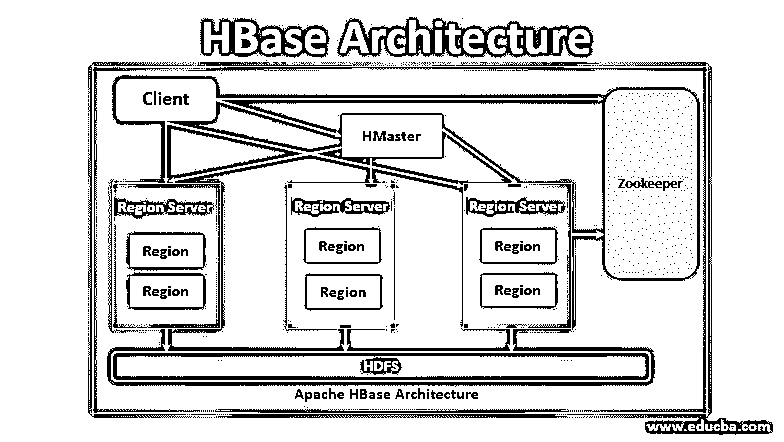 HBase Architecture
Client
HMaster
Zookeeper
Region Server
Region Server
Region Server
Region
Region
Region
Region
Region
Region
HDFS
Apache HBase Architecture
www.educba.com